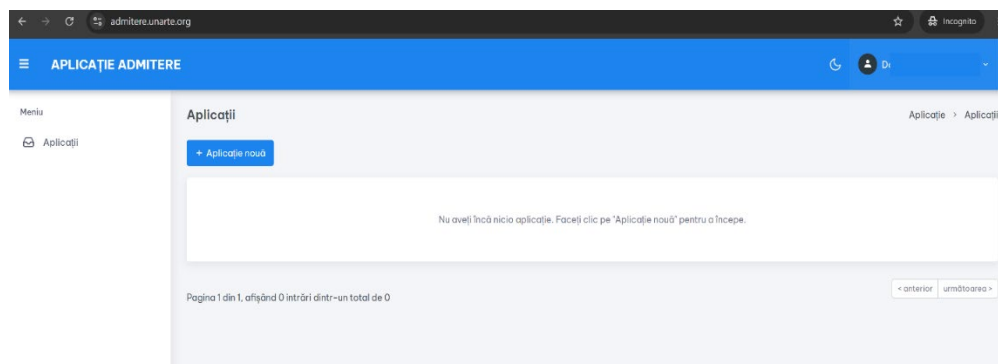 admitere.unarte.org
Incognito
APLICAȚIE ADMITERE
D
Meniu
Aplicații
Aplicații
Aplicație > Aplicații
+ Aplicație nouă
Nu aveți încă nicio aplicație. Faceți clic pe "Aplicație nouă" pentru a începe.
Pagina 1 din 1, afișând 0 intrări dintr-un total de 0
< anterior
următoarea >